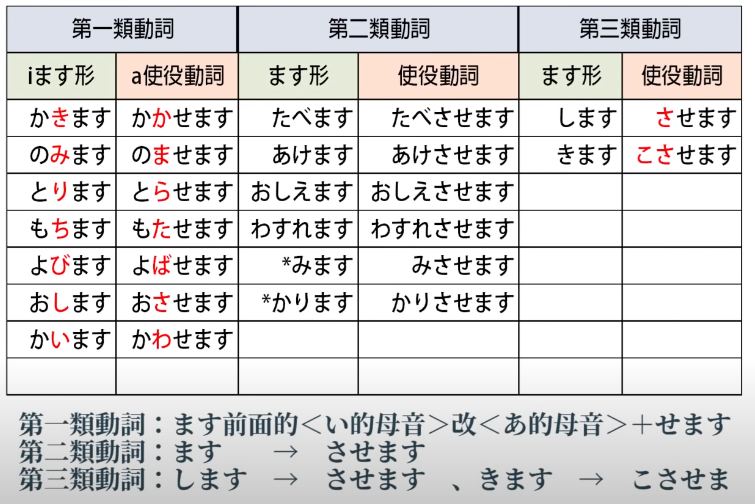 第一類動詞 第二類動詞 第三類動詞
iます形 a使役動詞 ます形 使役動詞 ます形 使役動詞
かきます かかせます たべます たべさせます します させます
のみます のませます あけます あけさせます きます こさせます
とります とらせます おしえます おしえさせます
もちます もたせます わすれます わすれさせます
よびます よばせます *みます みさせます
おします おさせます *かります かりさせます
かいます かわせます
第一類動詞：ます前面的＜い的母音＞改＜あ的母音＞＋せます
第二類動詞：ます → させます
第三類動詞：します → させます 、きます → こさせま